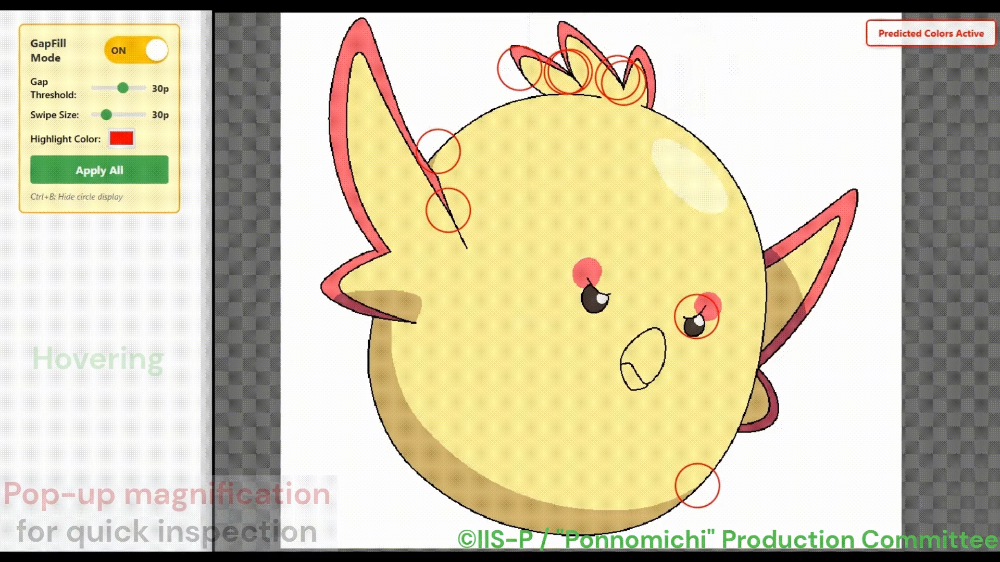 GapFill
Mode
ON
Gap
Threshold:
30p
Swipe Size:
30p
Highlight Color:
Apply All
Ctrl+B: Hide circle display
Predicted Colors Active
Hovering
Pop-up magnification
for quick inspection
©IIS-P / "Ponnomichi" Production Committee